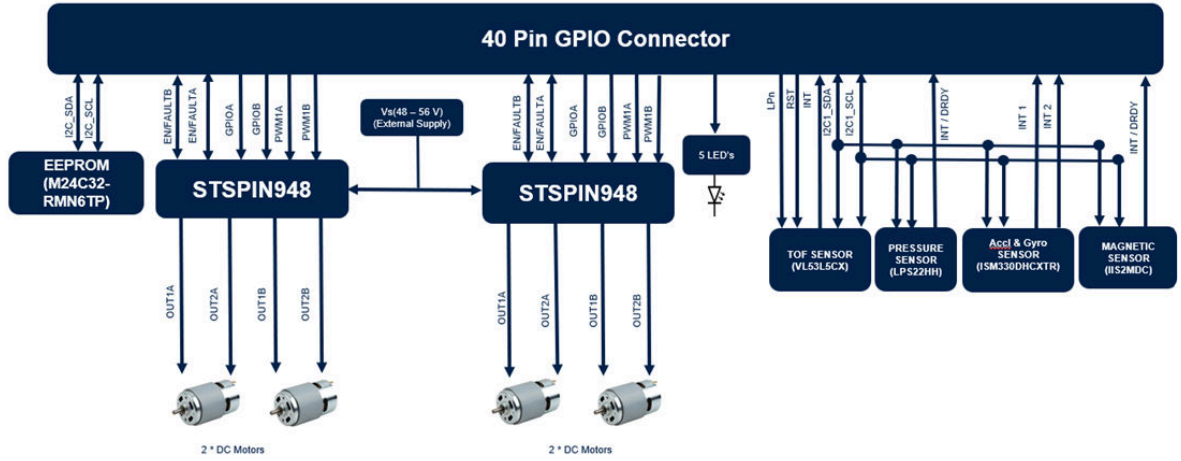 40 Pin GPIO Connector
I2C_SDA
I2C_SCL
EN/FAULTB
EN/FAULTA
GPIOA
GPIOB
PWM1A
PWM1B
Vs(48 – 56 V)
(External Supply)
EN/FAULTB
EN/FAULTA
GPIOA
GPIOB
PWM1A
PWM1B
LPn
RST
INT
I2C1_SDA
I2C1_SCL
INT / DRDY
INT 1
INT 2
INT / DRDY
EEPROM
(M24C32-
RMN6TP)
STSPIN948
STSPIN948
5 LED's
TOF SENSOR
(VL53L5CX)
PRESSURE
SENSOR
(LPS22HH)
Accl & Gyro
SENSOR
(ISM330DHCXTR)
MAGNETIC
SENSOR
(IIS2MDC)
OUT1A
OUT2A
OUT1B
OUT2B
OUT1A
OUT2A
OUT1B
OUT2B
2 * DC Motors
2 * DC Motors